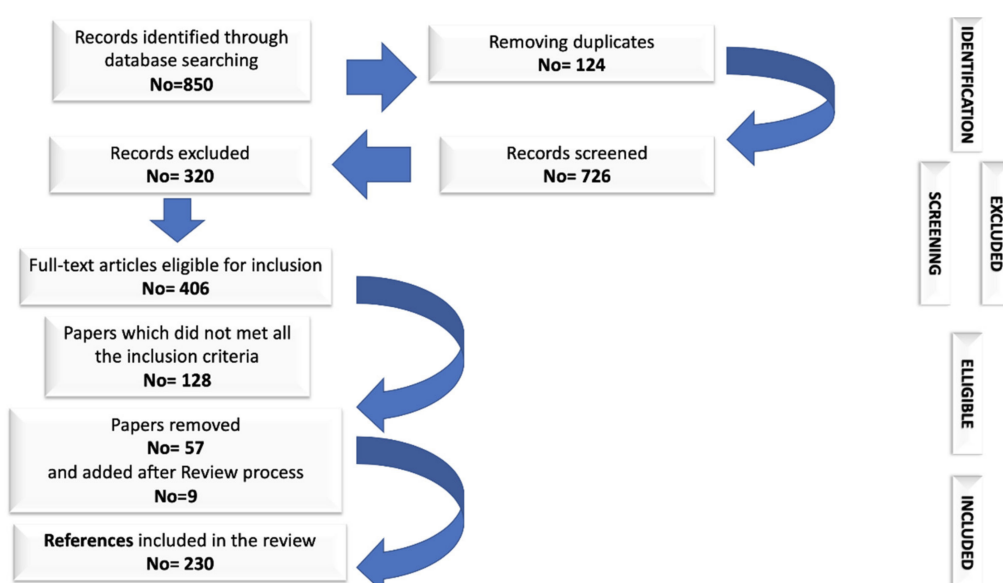 Records identified through
database searching
No=850
Removing duplicates
No= 124
Records excluded
No= 320
Records screened
No= 726
Full-text articles eligible for inclusion
No= 406
Papers which did not met all
the inclusion criteria
No= 128
Papers removed
No= 57
and added after Review process
No=9
References included in the review
No= 230
IDENTIFICATION
SCREENING
EXCLUDED
ELLIGIBLE
INCLUDED